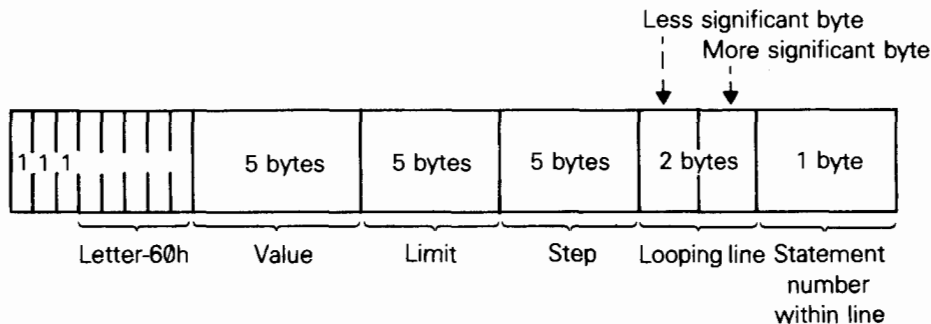 Less significant byte
More significant byte
1 1 1
5 bytes
5 bytes
5 bytes
2 bytes
1 byte
Letter-60h
Value
Limit
Step
Looping line
Statement
number
within line